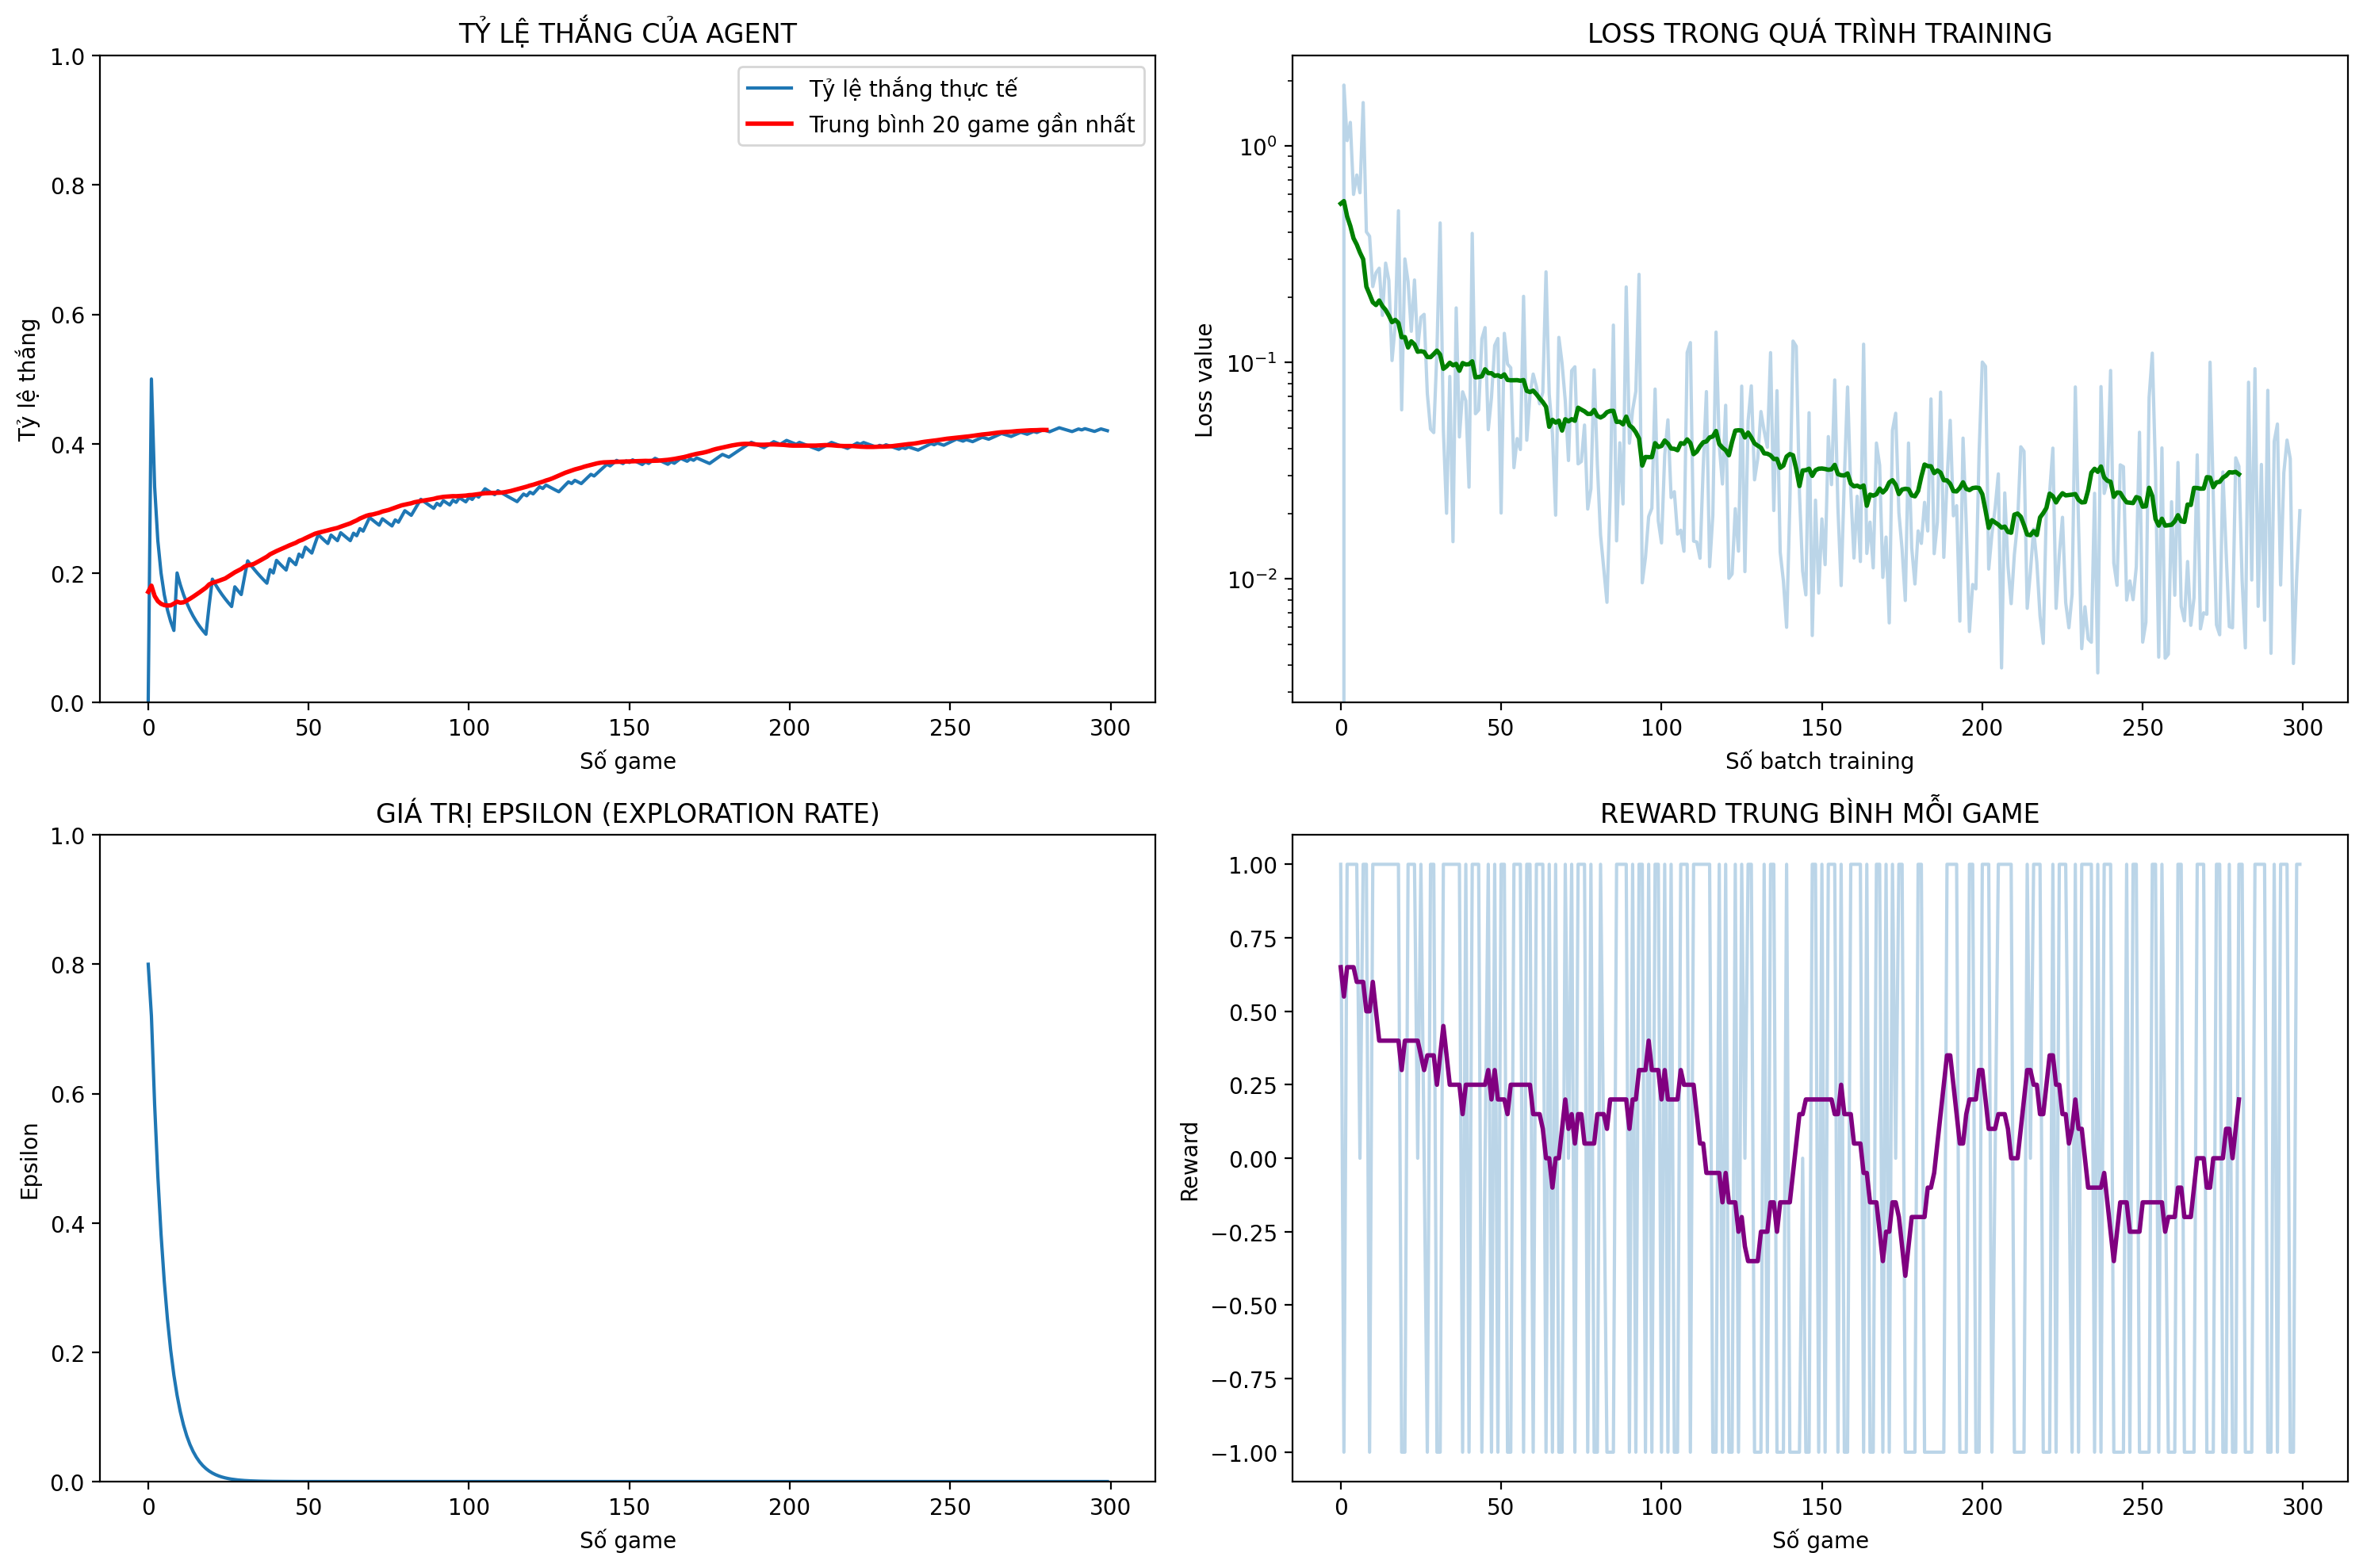 TỶ LỆ THẮNG CỦA AGENT
1.0
0.8
0.6
0.4
0.2
0.0
Tỷ lệ thắng
Tỷ lệ thắng thực tế
Trung bình 20 game gần nhất
0 50 100 150 200 250 300
Số game
LOSS TRONG QUÁ TRÌNH TRAINING
10⁰
10⁻¹
10⁻²
Loss value
0 50 100 150 200 250 300
Số batch training
GIÁ TRỊ EPSILON (EXPLORATION RATE)
1.0
0.8
0.6
0.4
0.2
0.0
Epsilon
0 50 100 150 200 250 300
Số game
REWARD TRUNG BÌNH MỖI GAME
1.00
0.75
0.50
0.25
0.00
−0.25
−0.50
−0.75
−1.00
Reward
0 50 100 150 200 250 300
Số game